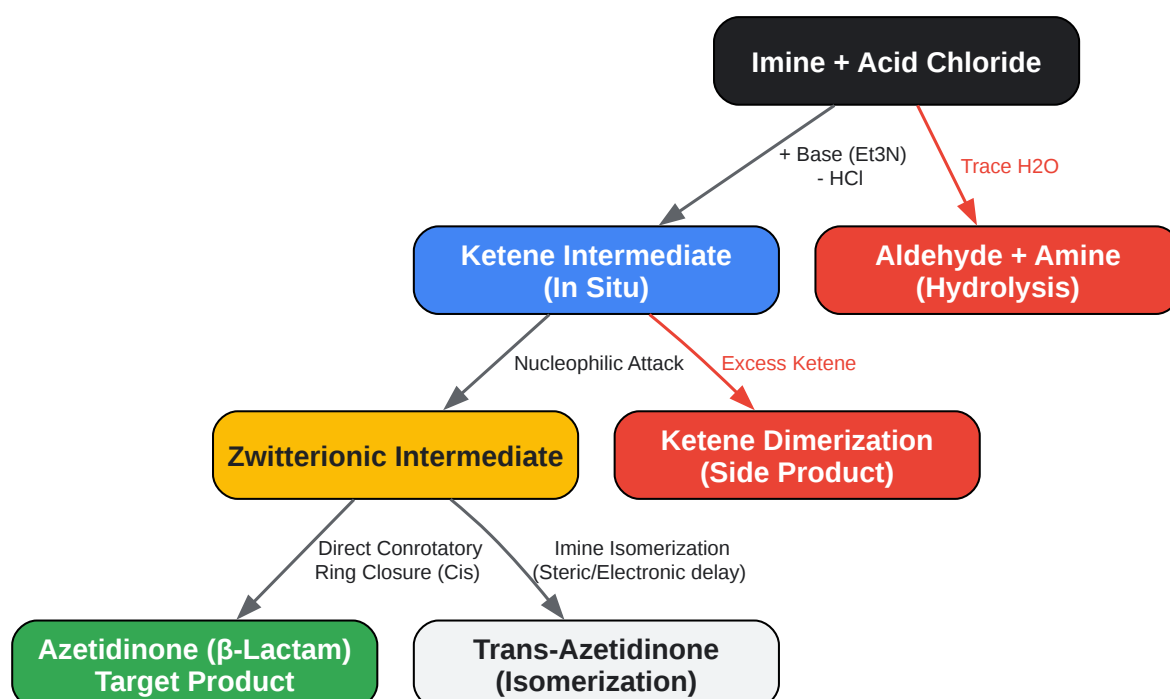 Imine + Acid Chloride
+ Base (Et3N)
- HCl
Trace H2O
Ketene Intermediate
(In Situ)
Aldehyde + Amine
(Hydrolysis)
Nucleophilic Attack
Excess Ketene
Zwitterionic Intermediate
Ketene Dimerization
(Side Product)
Direct Conrotatory
Ring Closure (Cis)
Imine Isomerization
(Steric/Electronic delay)
Azetidinone (β-Lactam)
Target Product
Trans-Azetidinone
(Isomerization)